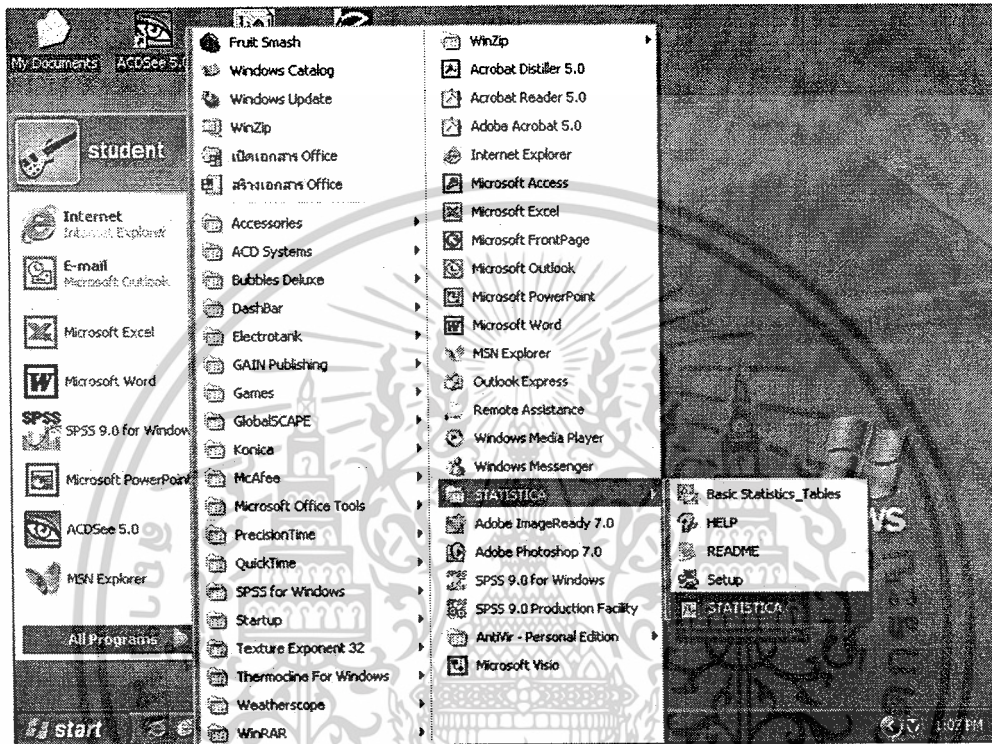 My Documents
ACDSee 5.0
student
Internet
Internet Explorer
E-mail
Microsoft Outlook
Microsoft Excel
Microsoft Word
SPSS 9.0 for Window
Microsoft PowerPoint
ACDSee 5.0
MSN Explorer
All Programs
start
Fruit Smash
Windows Catalog
Windows Update
WinZip
เปิดเอกสาร Office
สร้างเอกสาร Office
Accessories
ACD Systems
Bubbles Deluxe
DashBar
Electrotank
GAIN Publishing
Games
GlobalSCAPE
Konica
McAfee
Microsoft Office Tools
PrecisionTime
QuickTime
SPSS for Windows
Startup
Texture Exponent 32
Thermocline For Windows
Weatherscope
WinRAR
WinZip
Acrobat Distiller 5.0
Acrobat Reader 5.0
Adobe Acrobat 5.0
Internet Explorer
Microsoft Access
Microsoft Excel
Microsoft FrontPage
Microsoft Outlook
Microsoft PowerPoint
Microsoft Word
MSN Explorer
Outlook Express
Remote Assistance
Windows Media Player
Windows Messenger
STATISTICA
Adobe ImageReady 7.0
Adobe Photoshop 7.0
SPSS 9.0 for Windows
SPSS 9.0 Production Facility
AntiVir - Personal Edition
Microsoft Visio
Basic Statistics_Tables
HELP
README
Setup
STATISTICA
1:07 PM